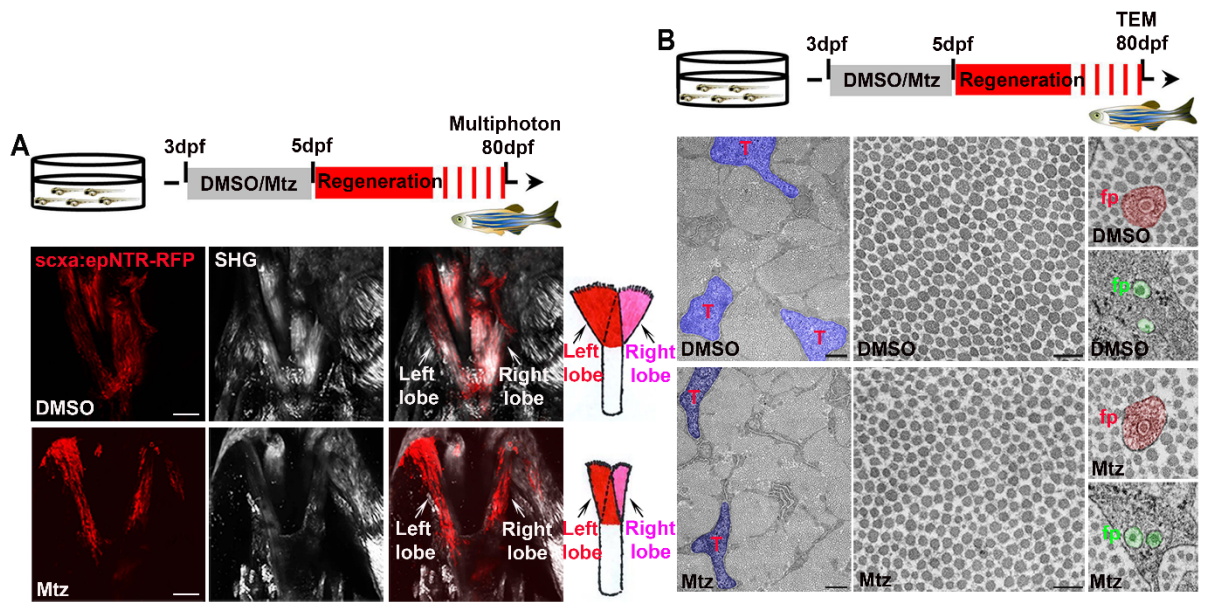 A
3dpf
5dpf
Multiphoton
80dpf
DMSO/Mtz
Regeneration
scxa:epNTR-RFP
SHG
DMSO
Left
lobe
Right
lobe
Left
lobe
Right
lobe
Mtz
Left
lobe
Right
lobe
Left
lobe
Right
lobe
B
3dpf
5dpf
TEM
80dpf
DMSO/Mtz
Regeneration
T
T
T
DMSO
DMSO
fp
DMSO
fp
DMSO
T
T
Mtz
Mtz
fp
Mtz
fp
Mtz